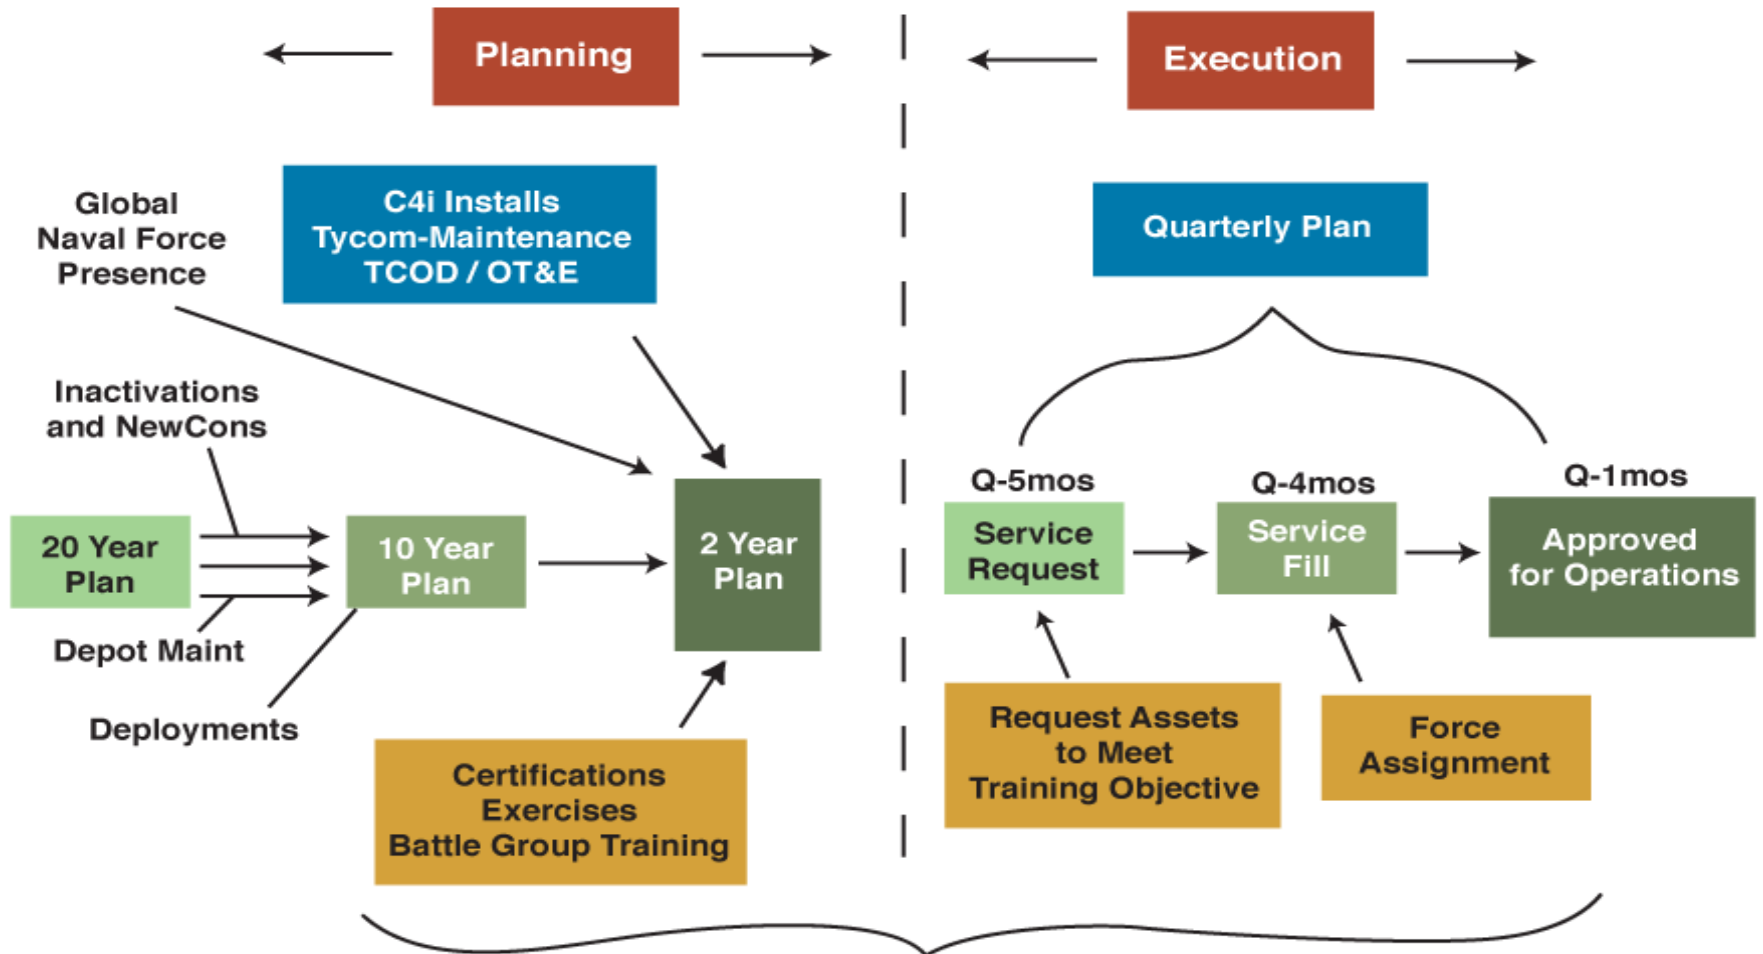 Planning
Execution
Global
Naval Force
Presence
C4i Installs
Tycom-Maintenance
TCOD / OT&E
Quarterly Plan
Inactivations
and NewCons
20 Year
Plan
10 Year
Plan
2 Year
Plan
Depot Maint
Deployments
Certifications
Exercises
Battle Group Training
Q-5mos
Service
Request
Q-4mos
Service
Fill
Q-1mos
Approved
for Operations
Request Assets
to Meet
Training Objective
Force
Assignment